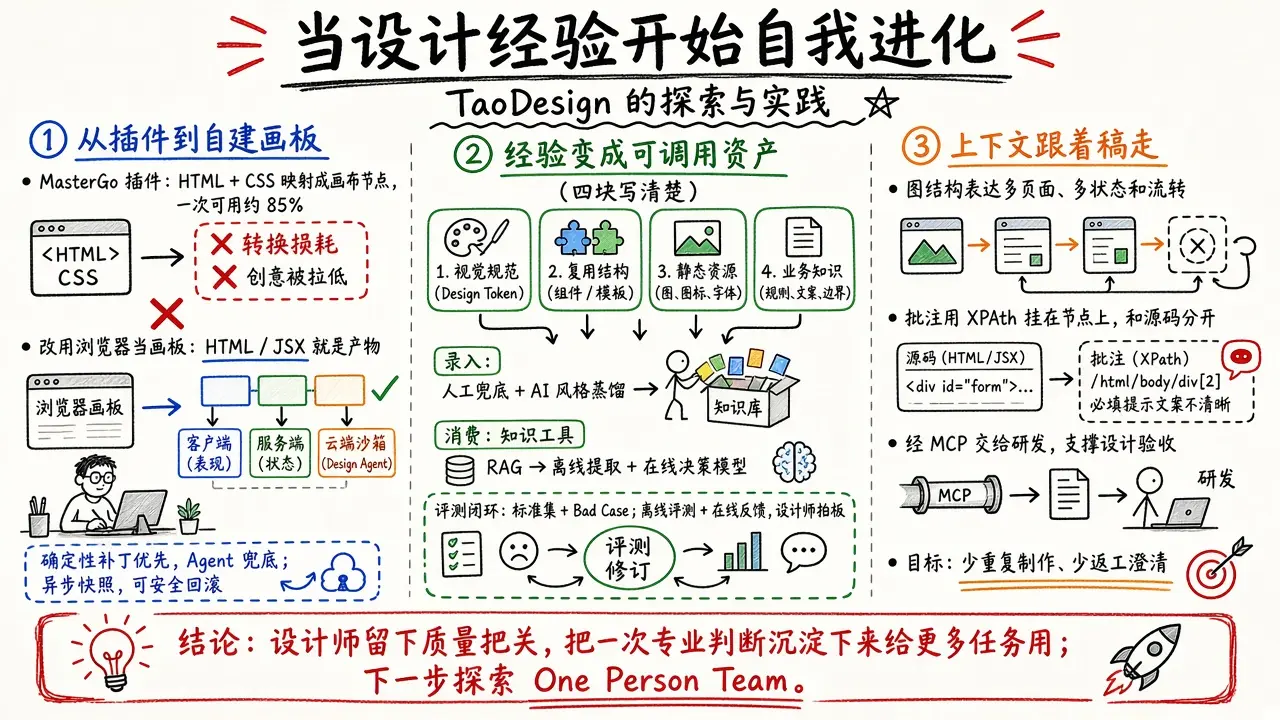 当设计经验开始自我进化
TaoDesign 的探索与实践
① 从插件到自建画板
• MasterGo 插件：HTML + CSS 映射成画布节点，
一次可用约 85%
<HTML>
CSS
转换损耗
创意被拉低
• 改用浏览器当画板：HTML / JSX 就是产物
浏览器画板
客户端
(表现)
服务端
(状态)
云端沙箱
(Design Agent)
确定性补丁优先，Agent 兜底；
异步快照，可安全回滚
② 经验变成可调用资产
(四块写清楚)
1. 视觉规范
(Design Token)
2. 复用结构
(组件 / 模板)
3. 静态资源
(图、图标、字体)
4. 业务知识
(规则、文案、边界)
录入：
人工兜底 + AI 风格蒸馏
知识库
消费：知识工具
RAG → 离线提取 + 在线决策模型
评测闭环：标准集 + Bad Case；离线评测 + 在线反馈，设计师拍板
评测
修订
③ 上下文跟着稿走
• 图结构表达多页面、多状态和流转
• 批注用 XPAth 挂在节点上，和源码分开
源码 (HTML/JSX)
<div id="form">...
批注 (XPath)
/html/body/div[2]
必填提示文案不清晰
• 经 MCP 交给研发，支撑设计验收
MCP
研发
• 目标：少重复制作、少返工澄清
结论：设计师留下质量把关，把一次专业判断沉淀下来给更多任务用；
下一步探索 One Person Team。